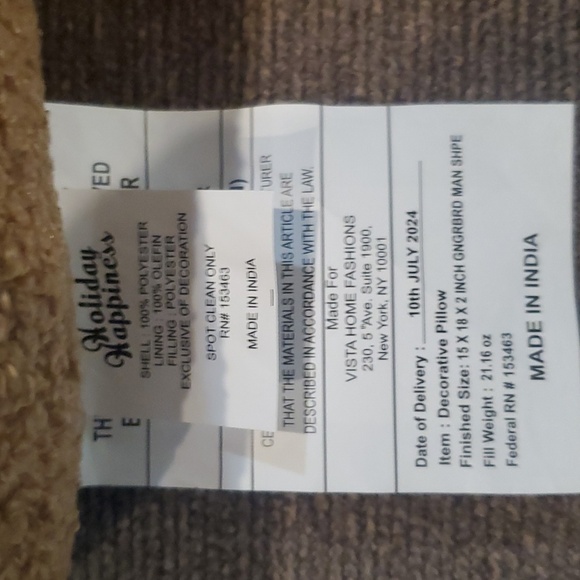 Holiday
Happiness
SHELL 100% POLYESTER
LINING : 100% OLEFIN
FILLING : POLYESTER
EXCLUSIVE OF DECORATION
SPOT CLEAN ONLY
RN# 153463
MADE IN INDIA
THAT THE MATERIALS IN THIS ARTICLE ARE
DESCRIBED IN ACCORDANCE WITH THE LAW.
Made For
VISTA HOME FASHIONS
230, 5 "Ave. Suite 1900,
New York, NY 10001
Date of Delivery : 10th JULY 2024
Item : Decorative Pillow
Finished Size: 15 X 18 X 2 INCH GNGRBRD MAN SHPE
Fill Weight : 21.16 oz
Federal RN # 153463
MADE IN INDIA